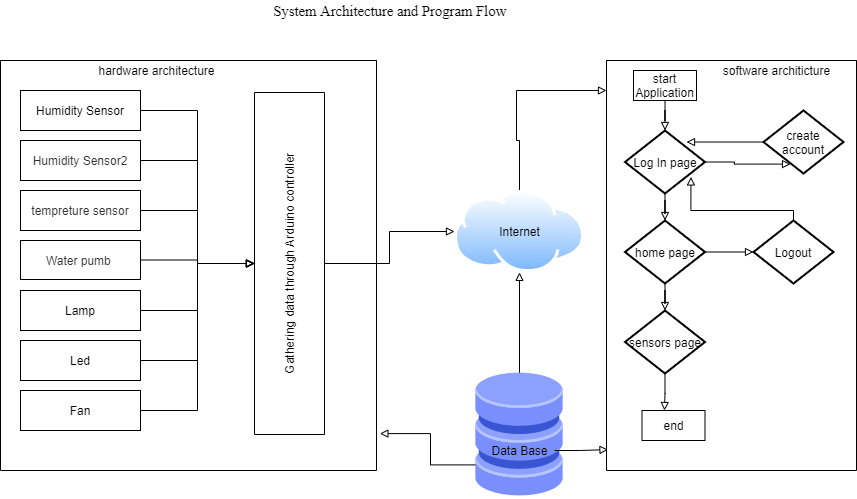 System Architecture and Program Flow
hardware architecture
Humidity Sensor
Humidity Sensor2
tempreture sensor
Water pumb
Lamp
Led
Fan
Gathering data through Arduino controller
Internet
Data Base
software architicture
start
Application
create
account
Log In page
home page
Logout
sensors page
end